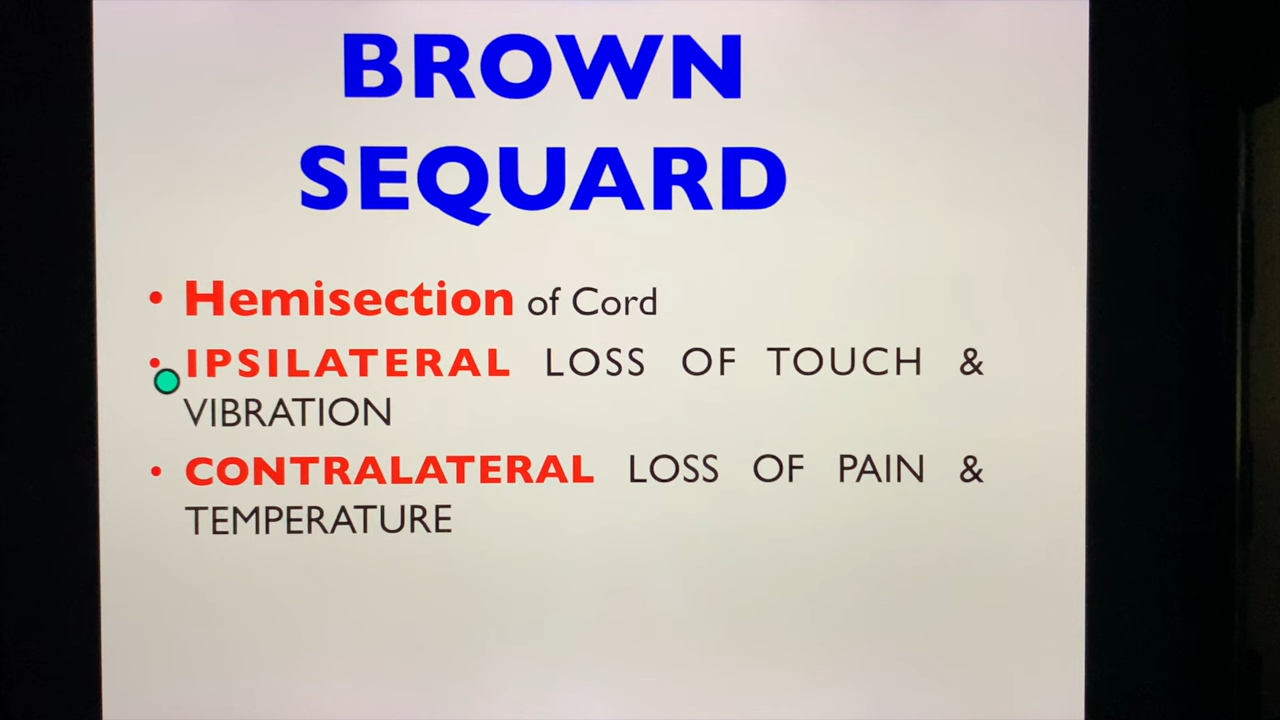 BROWN
SEQUARD
• Hemisection of Cord
• IPSILATERAL LOSS OF TOUCH &
VIBRATION
• CONTRALATERAL LOSS OF PAIN &
TEMPERATURE